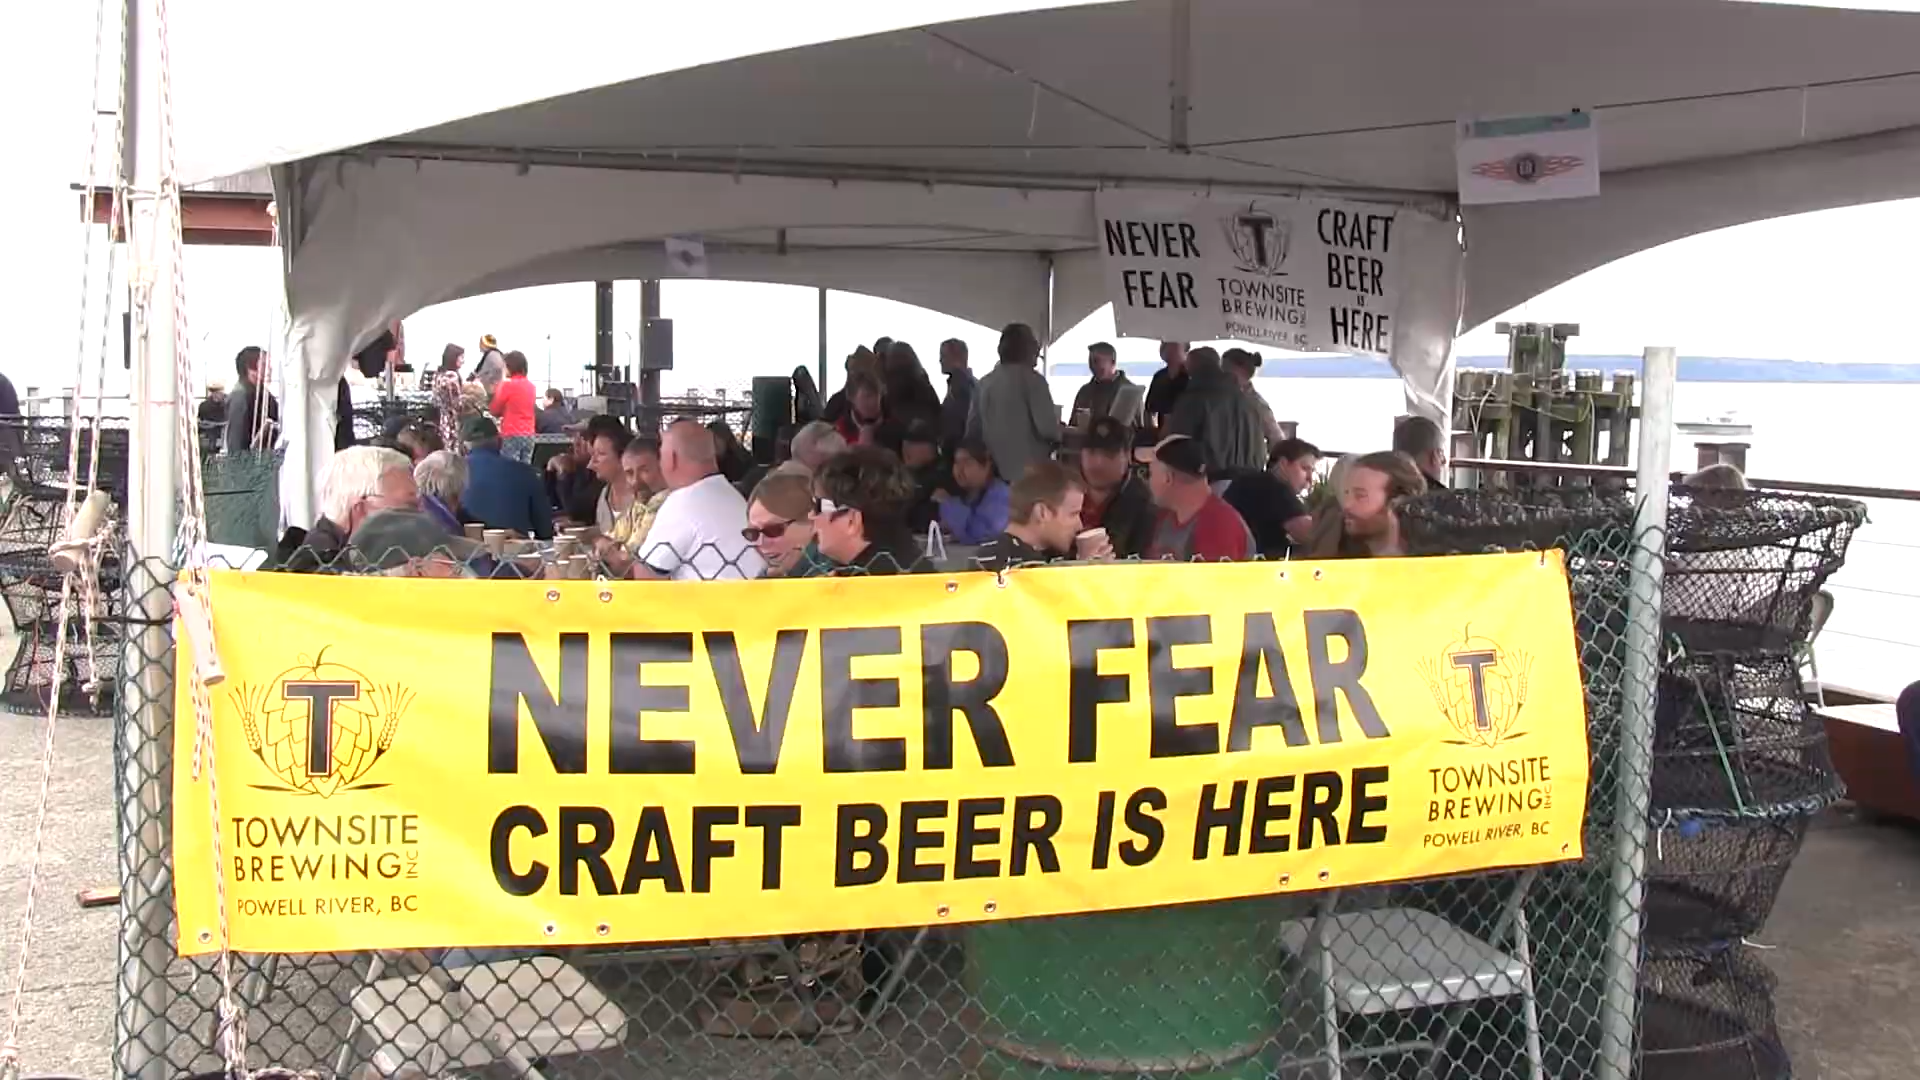 NEVER
FEAR
T
TOWNSITE
BREWING INC
POWELL RIVER, BC
CRAFT
BEER
IS
HERE
NEVER FEAR
CRAFT BEER IS HERE
T
TOWNSITE
BREWING INC
POWELL RIVER, BC
T
TOWNSITE
BREWING INC
POWELL RIVER, BC